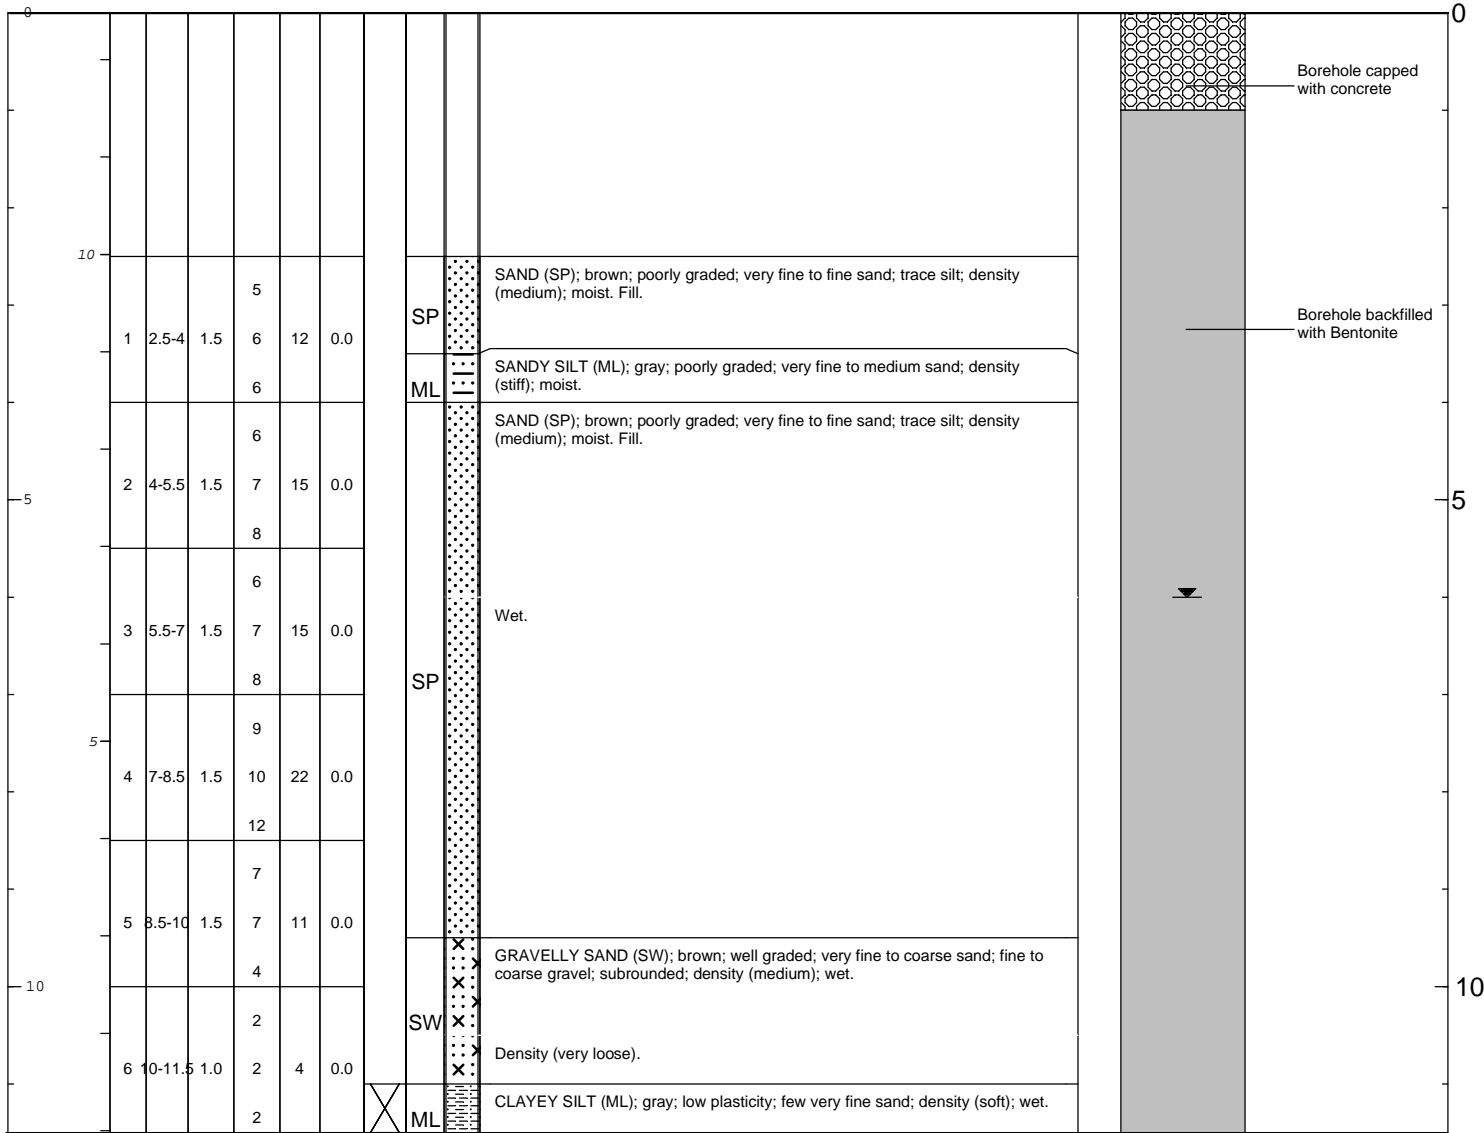 0
0
Borehole capped
with concrete
10
SAND (SP); brown; poorly graded; very fine to fine sand; trace silt; density
(medium); moist. Fill.
5
SP
1 2.5-4 1.5 6 12 0.0
Borehole backfilled
with Bentonite
SANDY SILT (ML); gray; poorly graded; very fine to medium sand; density
(stiff); moist.
6
ML
SAND (SP); brown; poorly graded; very fine to fine sand; trace silt; density
(medium); moist. Fill.
6
2 4-5.5 1.5 7 15 0.0
5
5
8
6
Wet.
3 5.5-7 1.5 7 15 0.0
8
SP
9
5
4 7-8.5 1.5 10 22 0.0
12
7
5 8.5-10 1.5 7 11 0.0
GRAVELLY SAND (SW); brown; well graded; very fine to coarse sand; fine to
coarse gravel; subrounded; density (medium); wet.
4
10
10
2
SW
Density (very loose).
6 10-11.5 1.0 2 4 0.0
CLAYEY SILT (ML); gray; low plasticity; few very fine sand; density (soft); wet.
2
ML